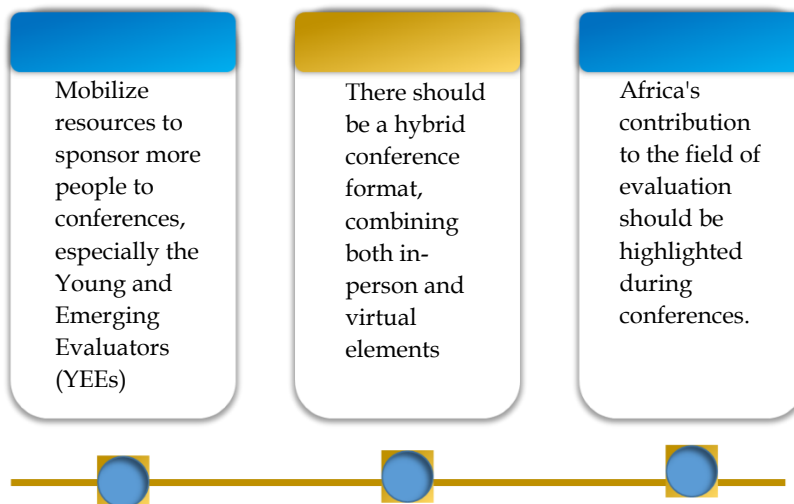 Mobilize
resources to
sponsor more
people to
conferences,
especially the
Young and
Emerging
Evaluators
(YEEs)
There should
be a hybrid
conference
format,
combining
both in-
person and
virtual
elements
Africa's
contribution
to the field of
evaluation
should be
highlighted
during
conferences.